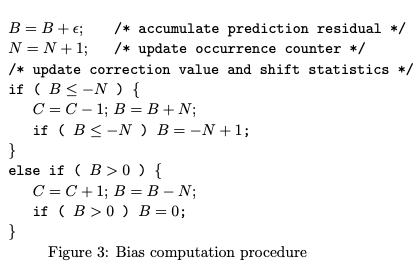 B = B + ϵ;    /* accumulate prediction residual */
N = N + 1;    /* update occurrence counter */
/* update correction value and shift statistics */
if ( B ≤ −N ) {
C = C − 1; B = B + N;
if ( B ≤ −N ) B = −N + 1;
}
else if ( B > 0 ) {
C = C + 1; B = B − N;
if ( B > 0 ) B = 0;
}
Figure 3: Bias computation procedure